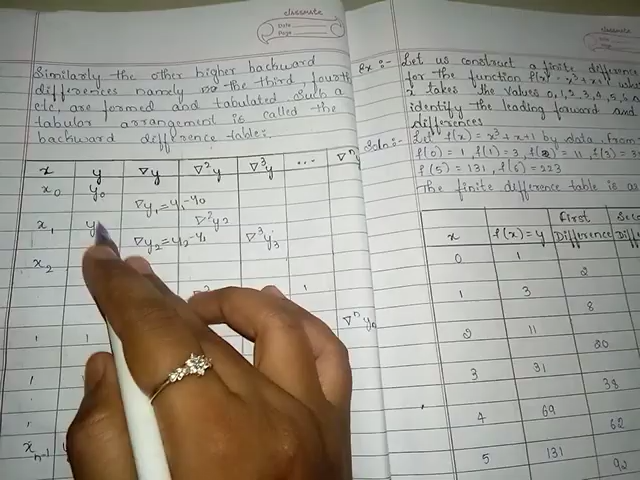 classmate
Date
Page
Similarly the other higher backward
differences namely the third, fourth
etc, are formed and tabulated. Such a
tabular arrangement is called the
backward difference table:
x y ∇y ∇²y ∇³y ... ∇ⁿy
x₀ y₀
∇y₁ = y₁-y₀
∇²y₂
x₁ y
∇y₂ = y₂-y₁ ∇³y₃
x₂
∇ⁿyₙ
xₙ₋₁
classmate
Date
Page
Ex :- Let us construct a finite difference
for the function f(x) = x³+x+1 
x takes the values 0, 1, 2, 3, 4, 5, 6 
identify the leading forward and
differences
Soln:- Let f(x) = x³+x+1) by data from
f(0) = 1, f(1) = 3, f(2) = 11, f(3) = 3
f(5) = 131, f(6) = 223
The finite difference table is as
x f(x) = y First Difference
0 1
2
1 3
8
2 11
20
3 31
38
4 69
62
5 131
92